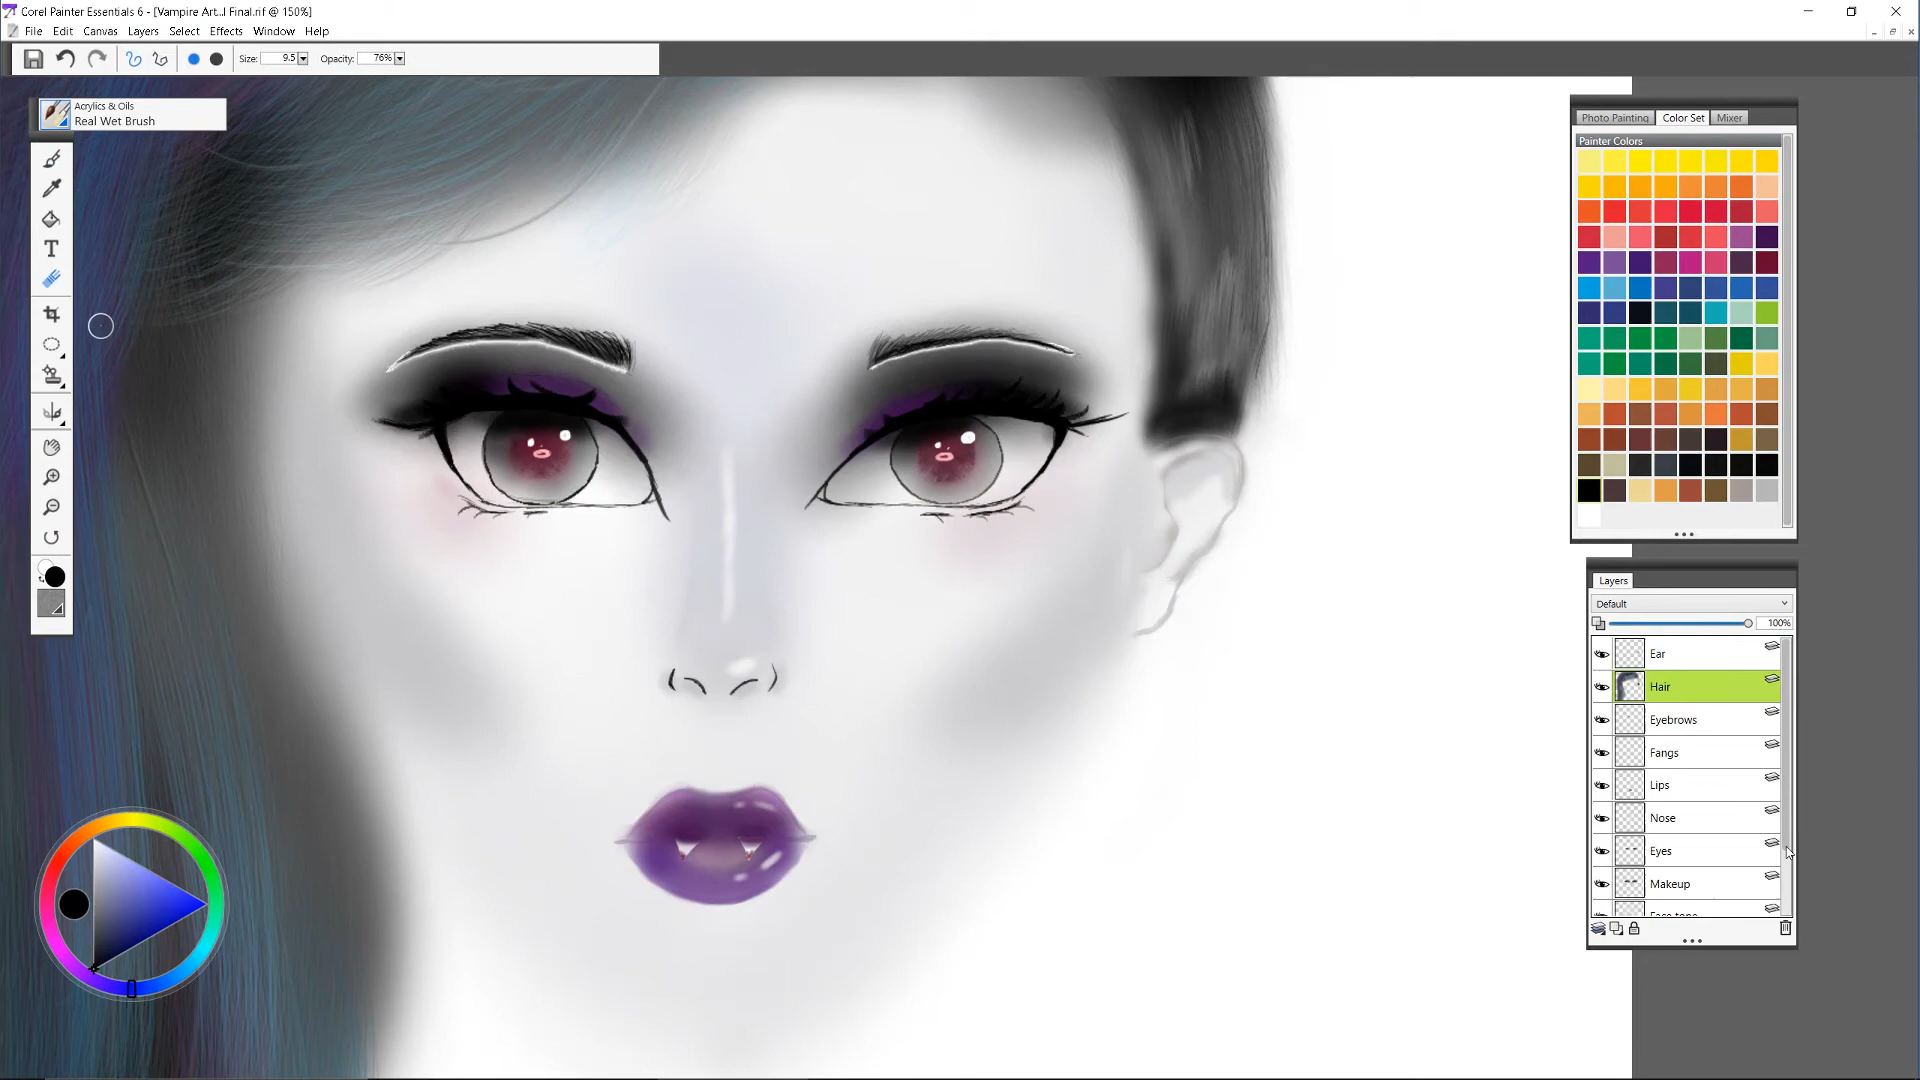 Corel Painter Essentials 6 - [Vampire Art...l Final.rif @ 150%]
File Edit Canvas Layers Select Effects Window Help
Size: 9.5 Opacity: 76%
Acrylics & Oils
Real Wet Brush
T
Photo Painting Color Set Mixer
Painter Colors
Layers
Default
100%
Ear
Hair
Eyebrows
Fangs
Lips
Nose
Eyes
Makeup
Face tone